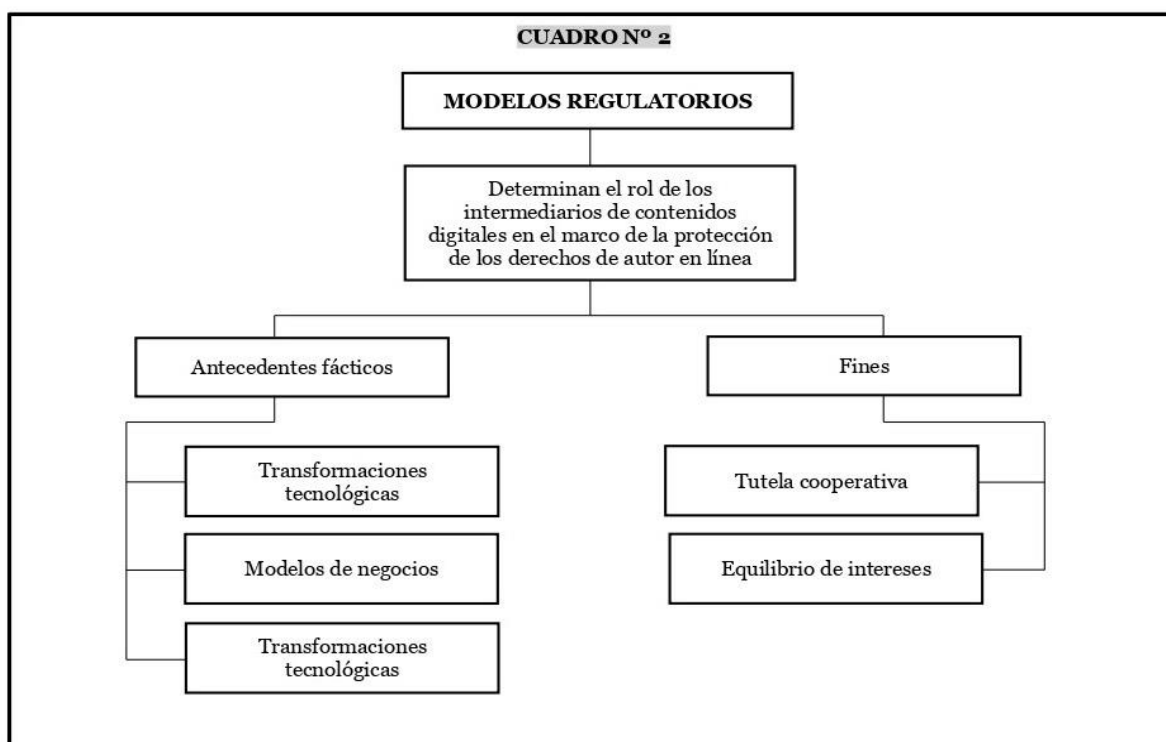 CUADRO Nº 2
MODELOS REGULATORIOS
Determinan el rol de los
intermediarios de contenidos
digitales en el marco de la protección
de los derechos de autor en línea
Antecedentes fácticos
Fines
Transformaciones
tecnológicas
Tutela cooperativa
Modelos de negocios
Equilibrio de intereses
Transformaciones
tecnológicas